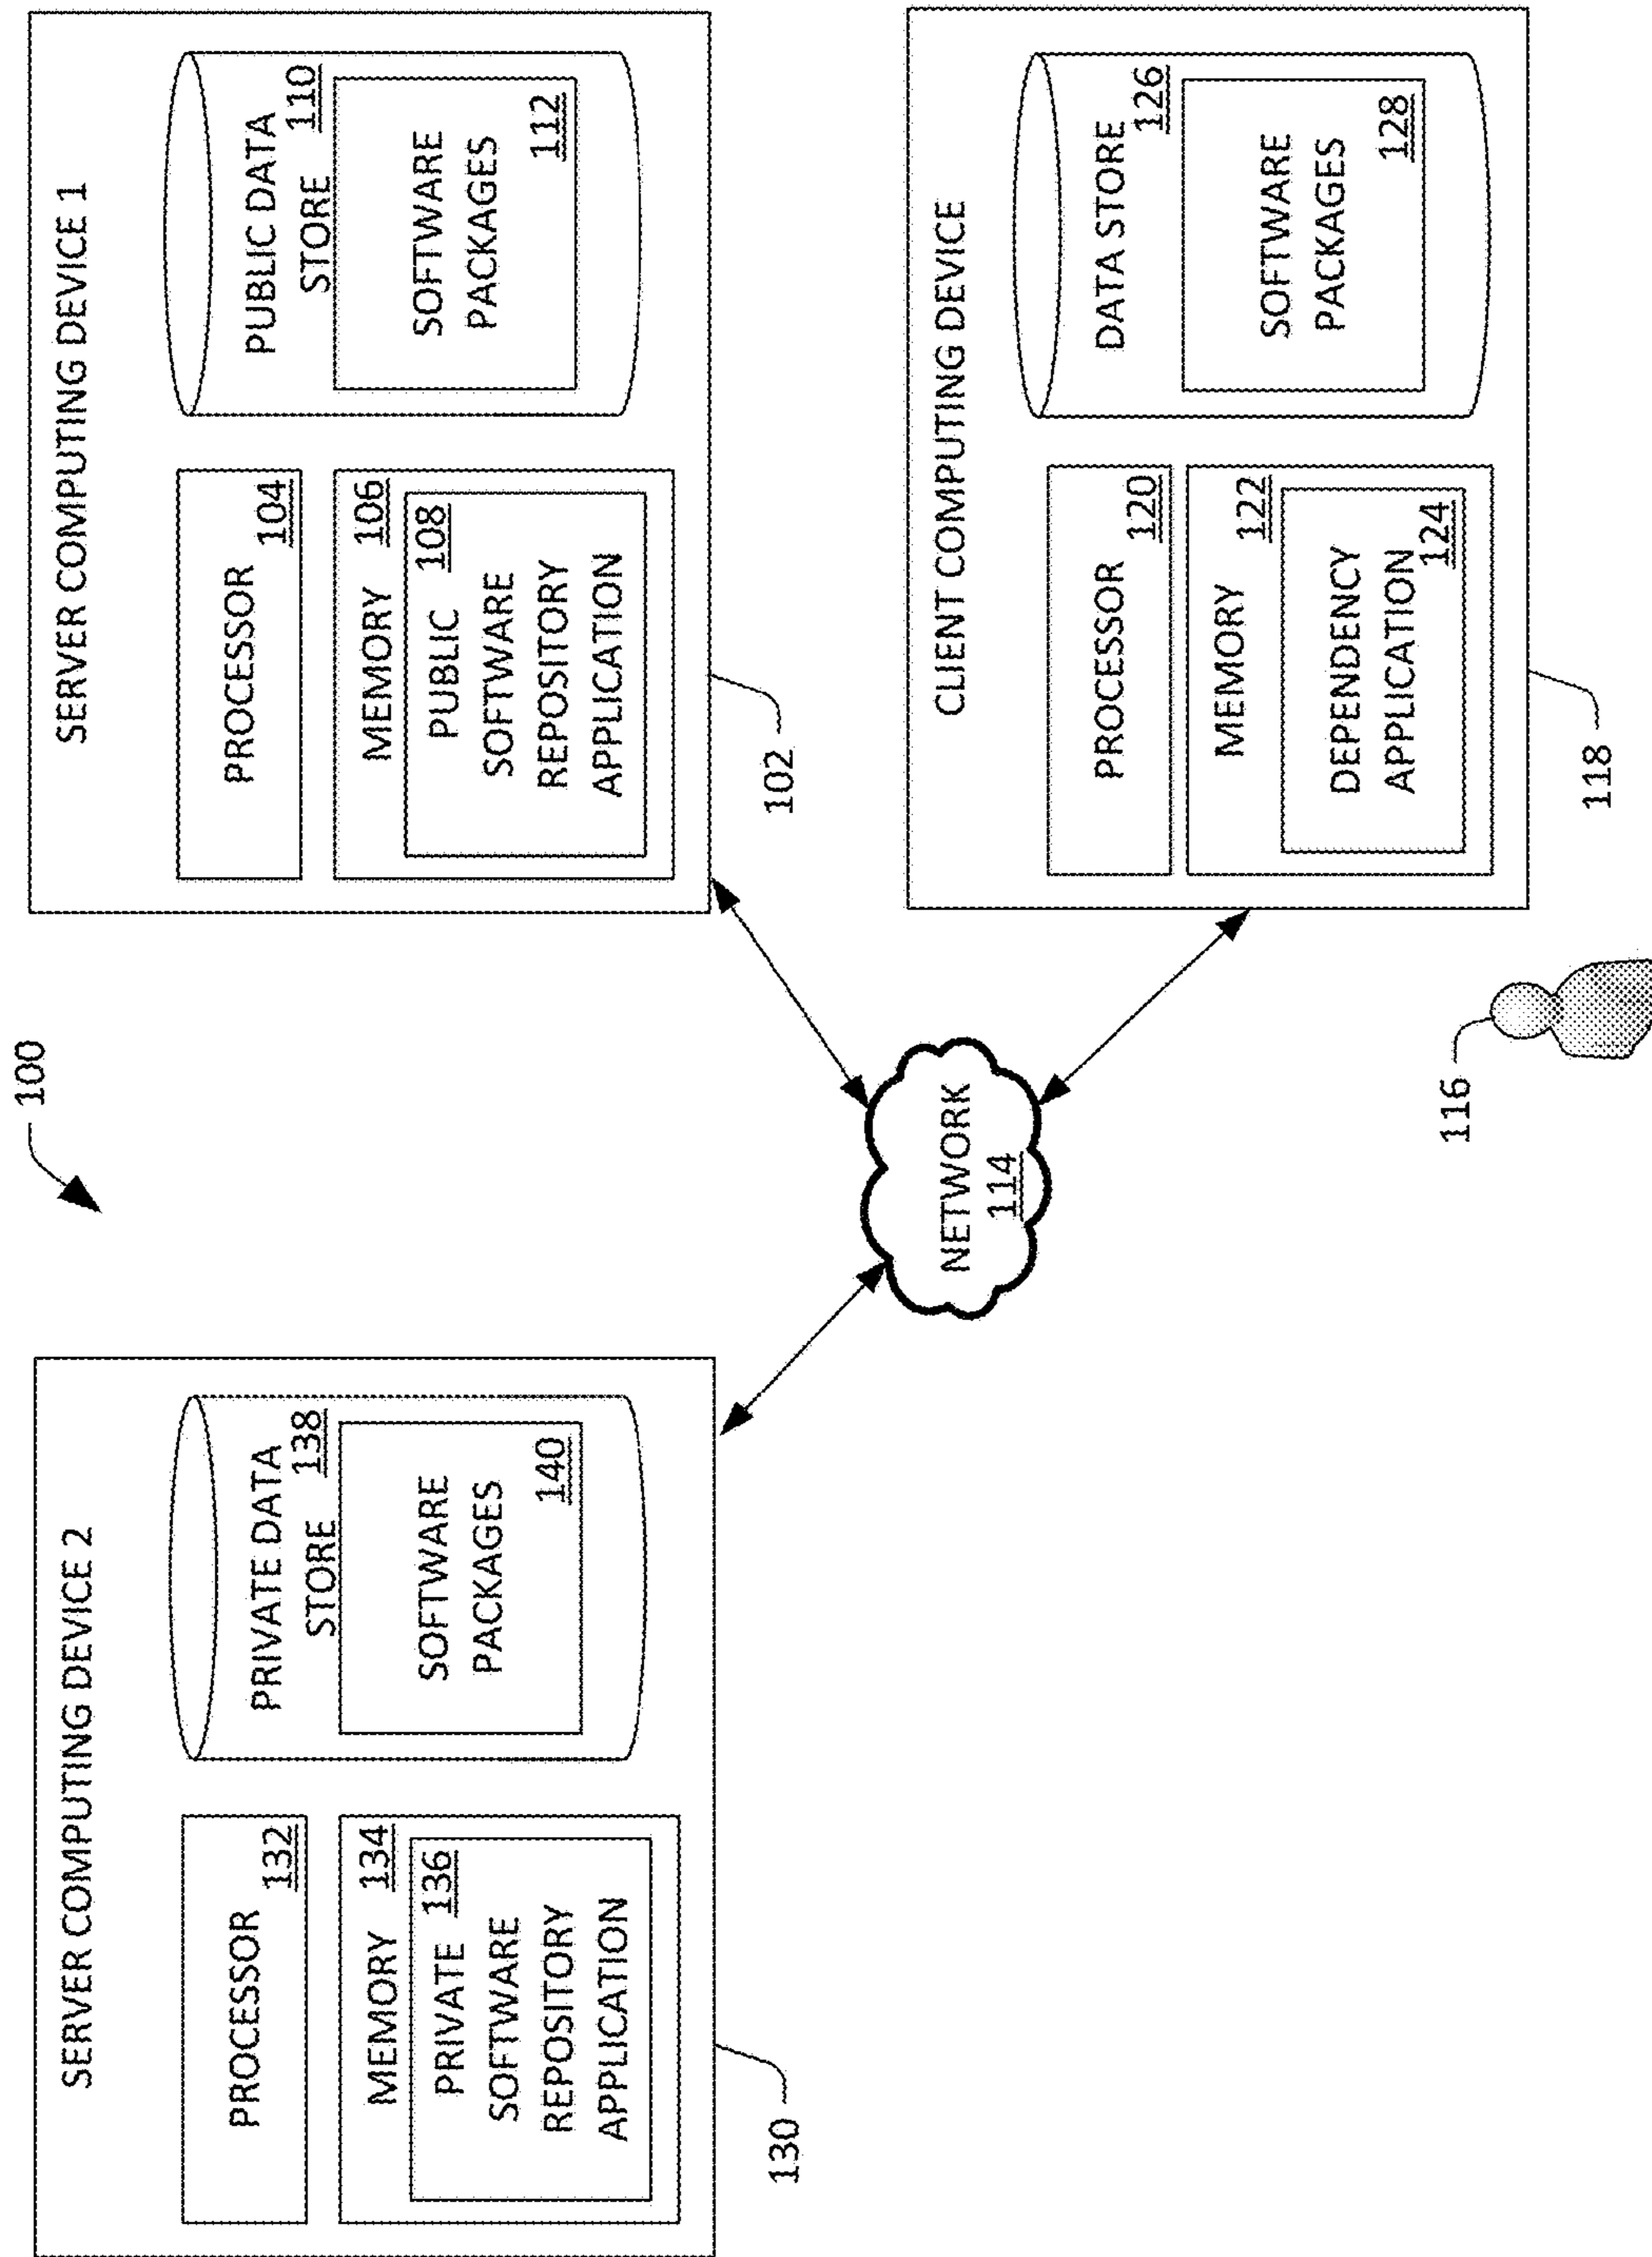 100
SERVER COMPUTING DEVICE 2
PROCESSOR
132
MEMORY 134
PRIVATE 136
SOFTWARE
REPOSITORY
APPLICATION
PRIVATE DATA
STORE 138
SOFTWARE
PACKAGES
140
130
SERVER COMPUTING DEVICE 1
PROCESSOR
104
MEMORY 106
PUBLIC 108
SOFTWARE
REPOSITORY
APPLICATION
PUBLIC DATA
STORE 110
SOFTWARE
PACKAGES
112
102
NETWORK
114
CLIENT COMPUTING DEVICE
PROCESSOR
120
MEMORY
122
DEPENDENCY
APPLICATION
124
DATA STORE
126
SOFTWARE
PACKAGES
128
118
116